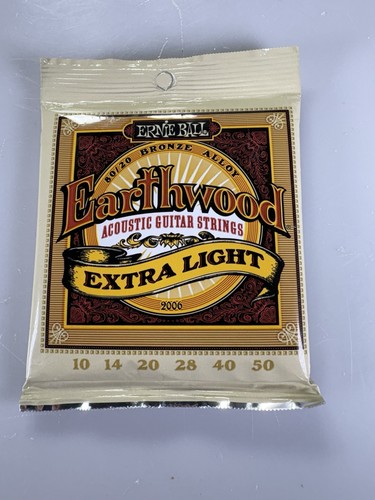 ERNIE BALL
80/20 BRONZE ALLOY
Earthwood
ACOUSTIC GUITAR STRINGS
EXTRA LIGHT
2006
10 14 20 28 40 50